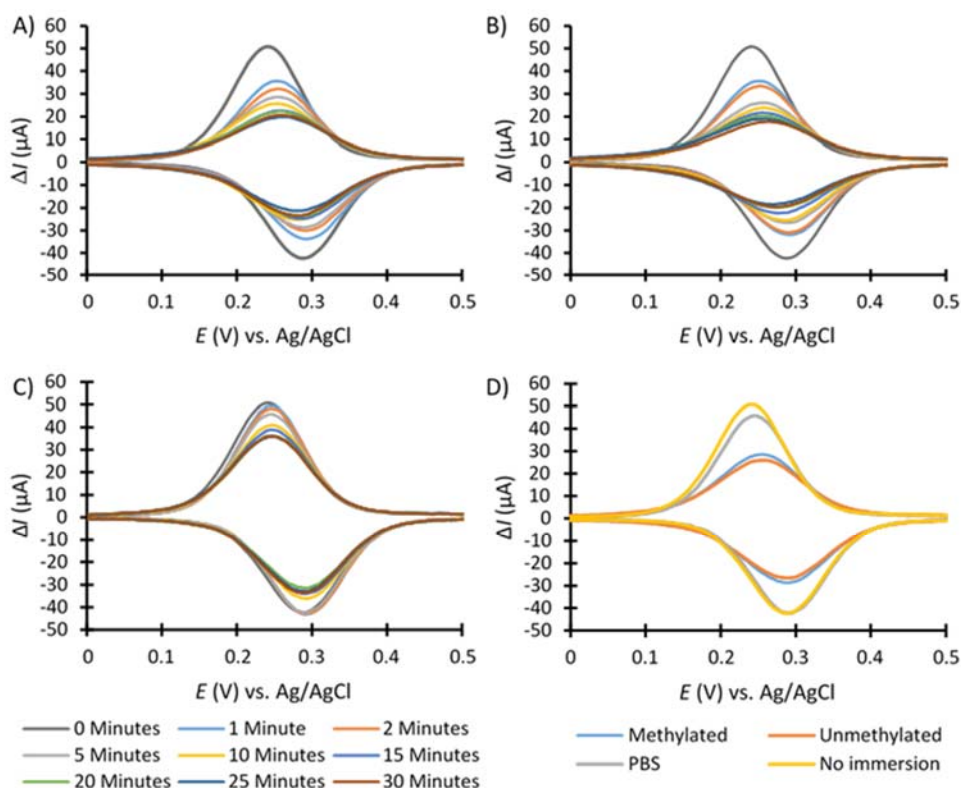 A)
60
50
40
30
20
10
0
-10
-20
-30
-40
-50
ΔI (μA)
0 0.1 0.2 0.3 0.4 0.5
E (V) vs. Ag/AgCl
B)
60
50
40
30
20
10
0
-10
-20
-30
-40
-50
ΔI (μA)
0 0.1 0.2 0.3 0.4 0.5
E (V) vs. Ag/AgCl
C)
60
50
40
30
20
10
0
-10
-20
-30
-40
-50
ΔI (μA)
0 0.1 0.2 0.3 0.4 0.5
E (V) vs. Ag/AgCl
D)
60
50
40
30
20
10
0
-10
-20
-30
-40
-50
ΔI (μA)
0 0.1 0.2 0.3 0.4 0.5
E (V) vs. Ag/AgCl
0 Minutes 1 Minute 2 Minutes
5 Minutes 10 Minutes 15 Minutes
20 Minutes 25 Minutes 30 Minutes
Methylated Unmethylated
PBS No immersion